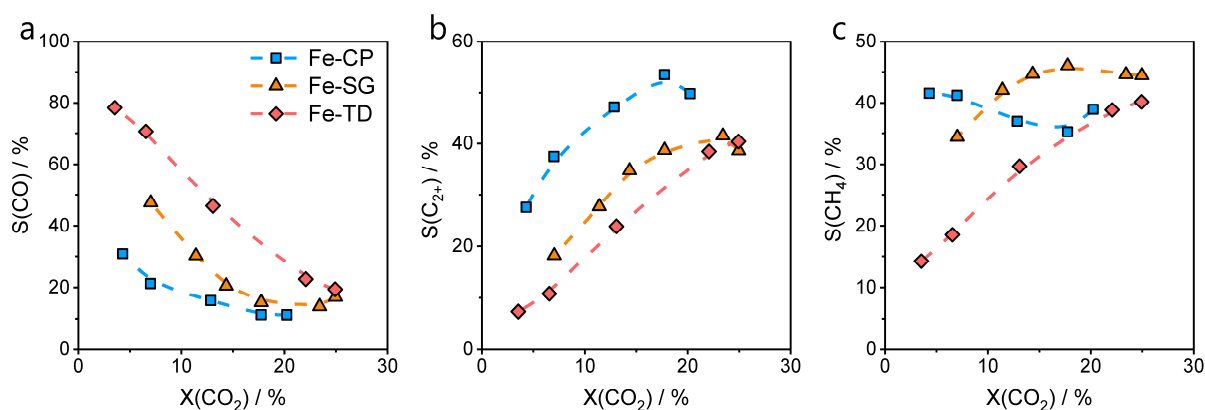 a
100
80
60
40
20
0
S(CO) / %
Fe-CP
Fe-SG
Fe-TD
0 10 20 30
X(CO₂) / %
b
60
40
20
0
S(C₂₊) / %
0 10 20 30
X(CO₂) / %
c
50
40
30
20
10
0
S(CH₄) / %
0 10 20 30
X(CO₂) / %